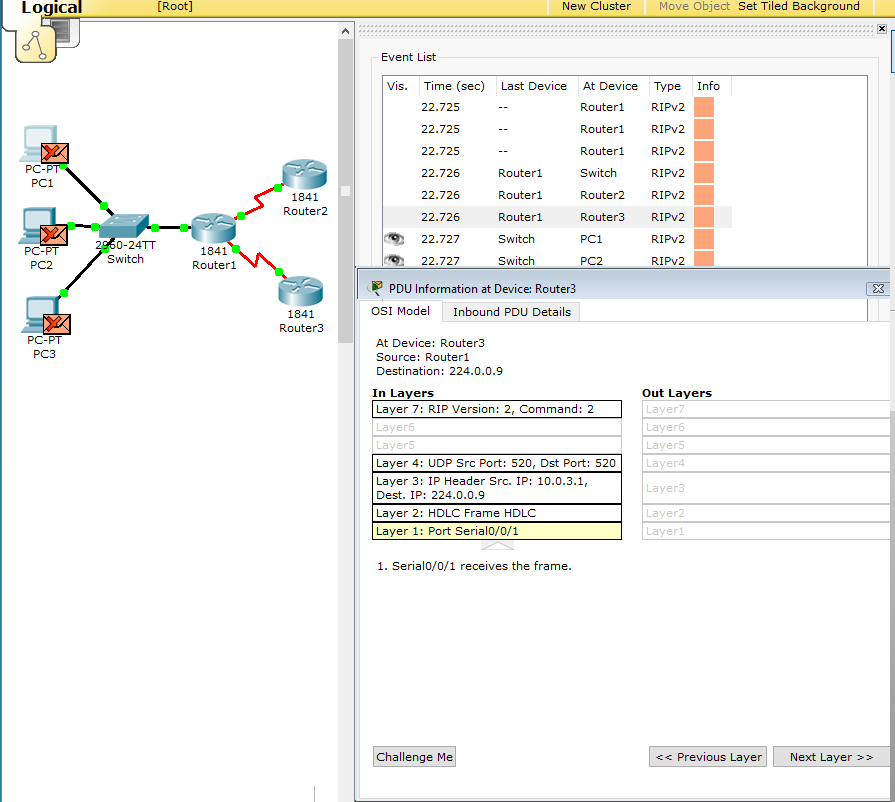 Logical [Root] New Cluster Move Object Set Tiled Background
Event List
Vis. Time (sec) Last Device At Device Type Info
22.725 -- Router1 RIPv2
22.725 -- Router1 RIPv2
22.725 -- Router1 RIPv2
22.726 Router1 Switch RIPv2
22.726 Router1 Router2 RIPv2
22.726 Router1 Router3 RIPv2
22.727 Switch PC1 RIPv2
22.727 Switch PC2 RIPv2
PC-PT
PC1
1841
Router2
2960-24TT
Switch
PC-PT
PC2
1841
Router1
1841
Router3
PC-PT
PC3
PDU Information at Device: Router3
OSI Model Inbound PDU Details
At Device: Router3
Source: Router1
Destination: 224.0.0.9
In Layers
Layer 7: RIP Version: 2, Command: 2
Layer6
Layer5
Layer 4: UDP Src Port: 520, Dst Port: 520
Layer 3: IP Header Src. IP: 10.0.3.1,
Dest. IP: 224.0.0.9
Layer 2: HDLC Frame HDLC
Layer 1: Port Serial0/0/1
Out Layers
Layer7
Layer6
Layer5
Layer4
Layer3
Layer2
Layer1
1. Serial0/0/1 receives the frame.
Challenge Me << Previous Layer Next Layer >>